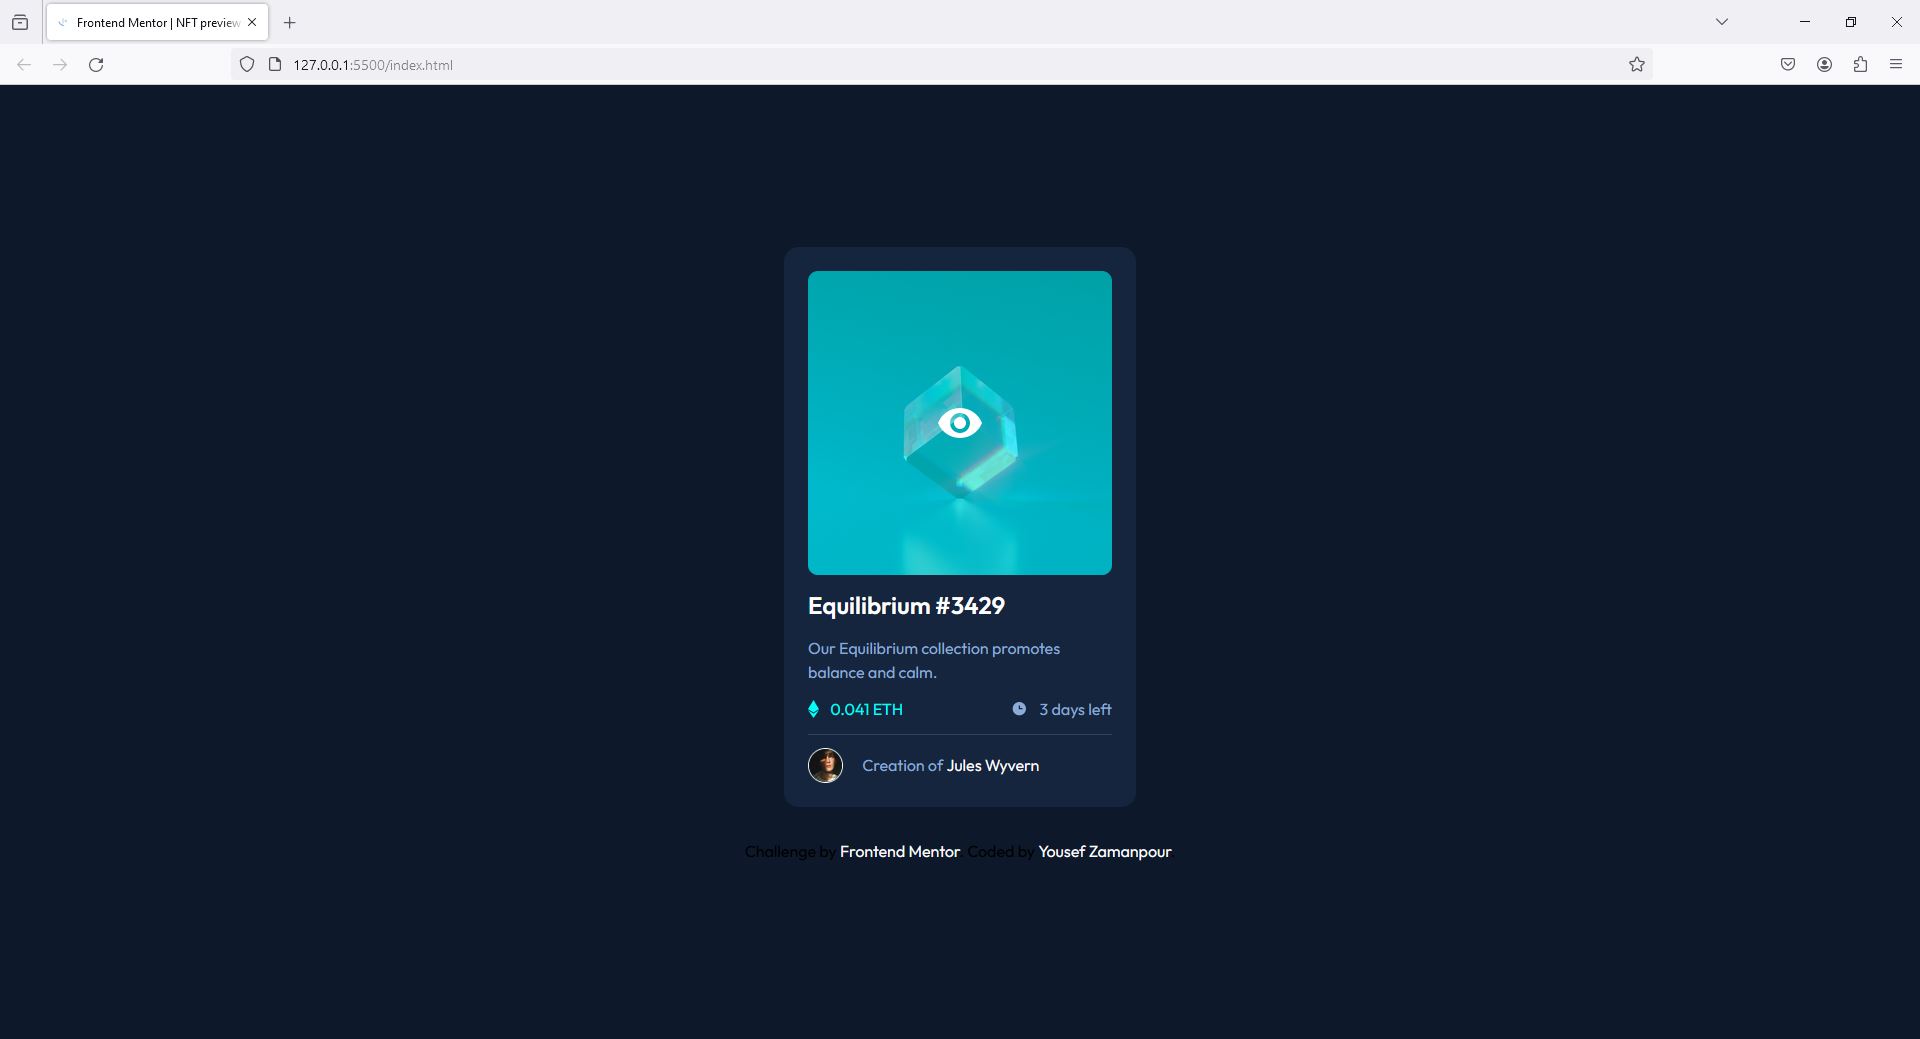 Frontend Mentor | NFT preview
127.0.0.1:5500/index.html
Equilibrium #3429
Our Equilibrium collection promotes
balance and calm.
0.041 ETH
3 days left
Creation of Jules Wyvern
Challenge by Frontend Mentor. Coded by Yousef Zamanpour.